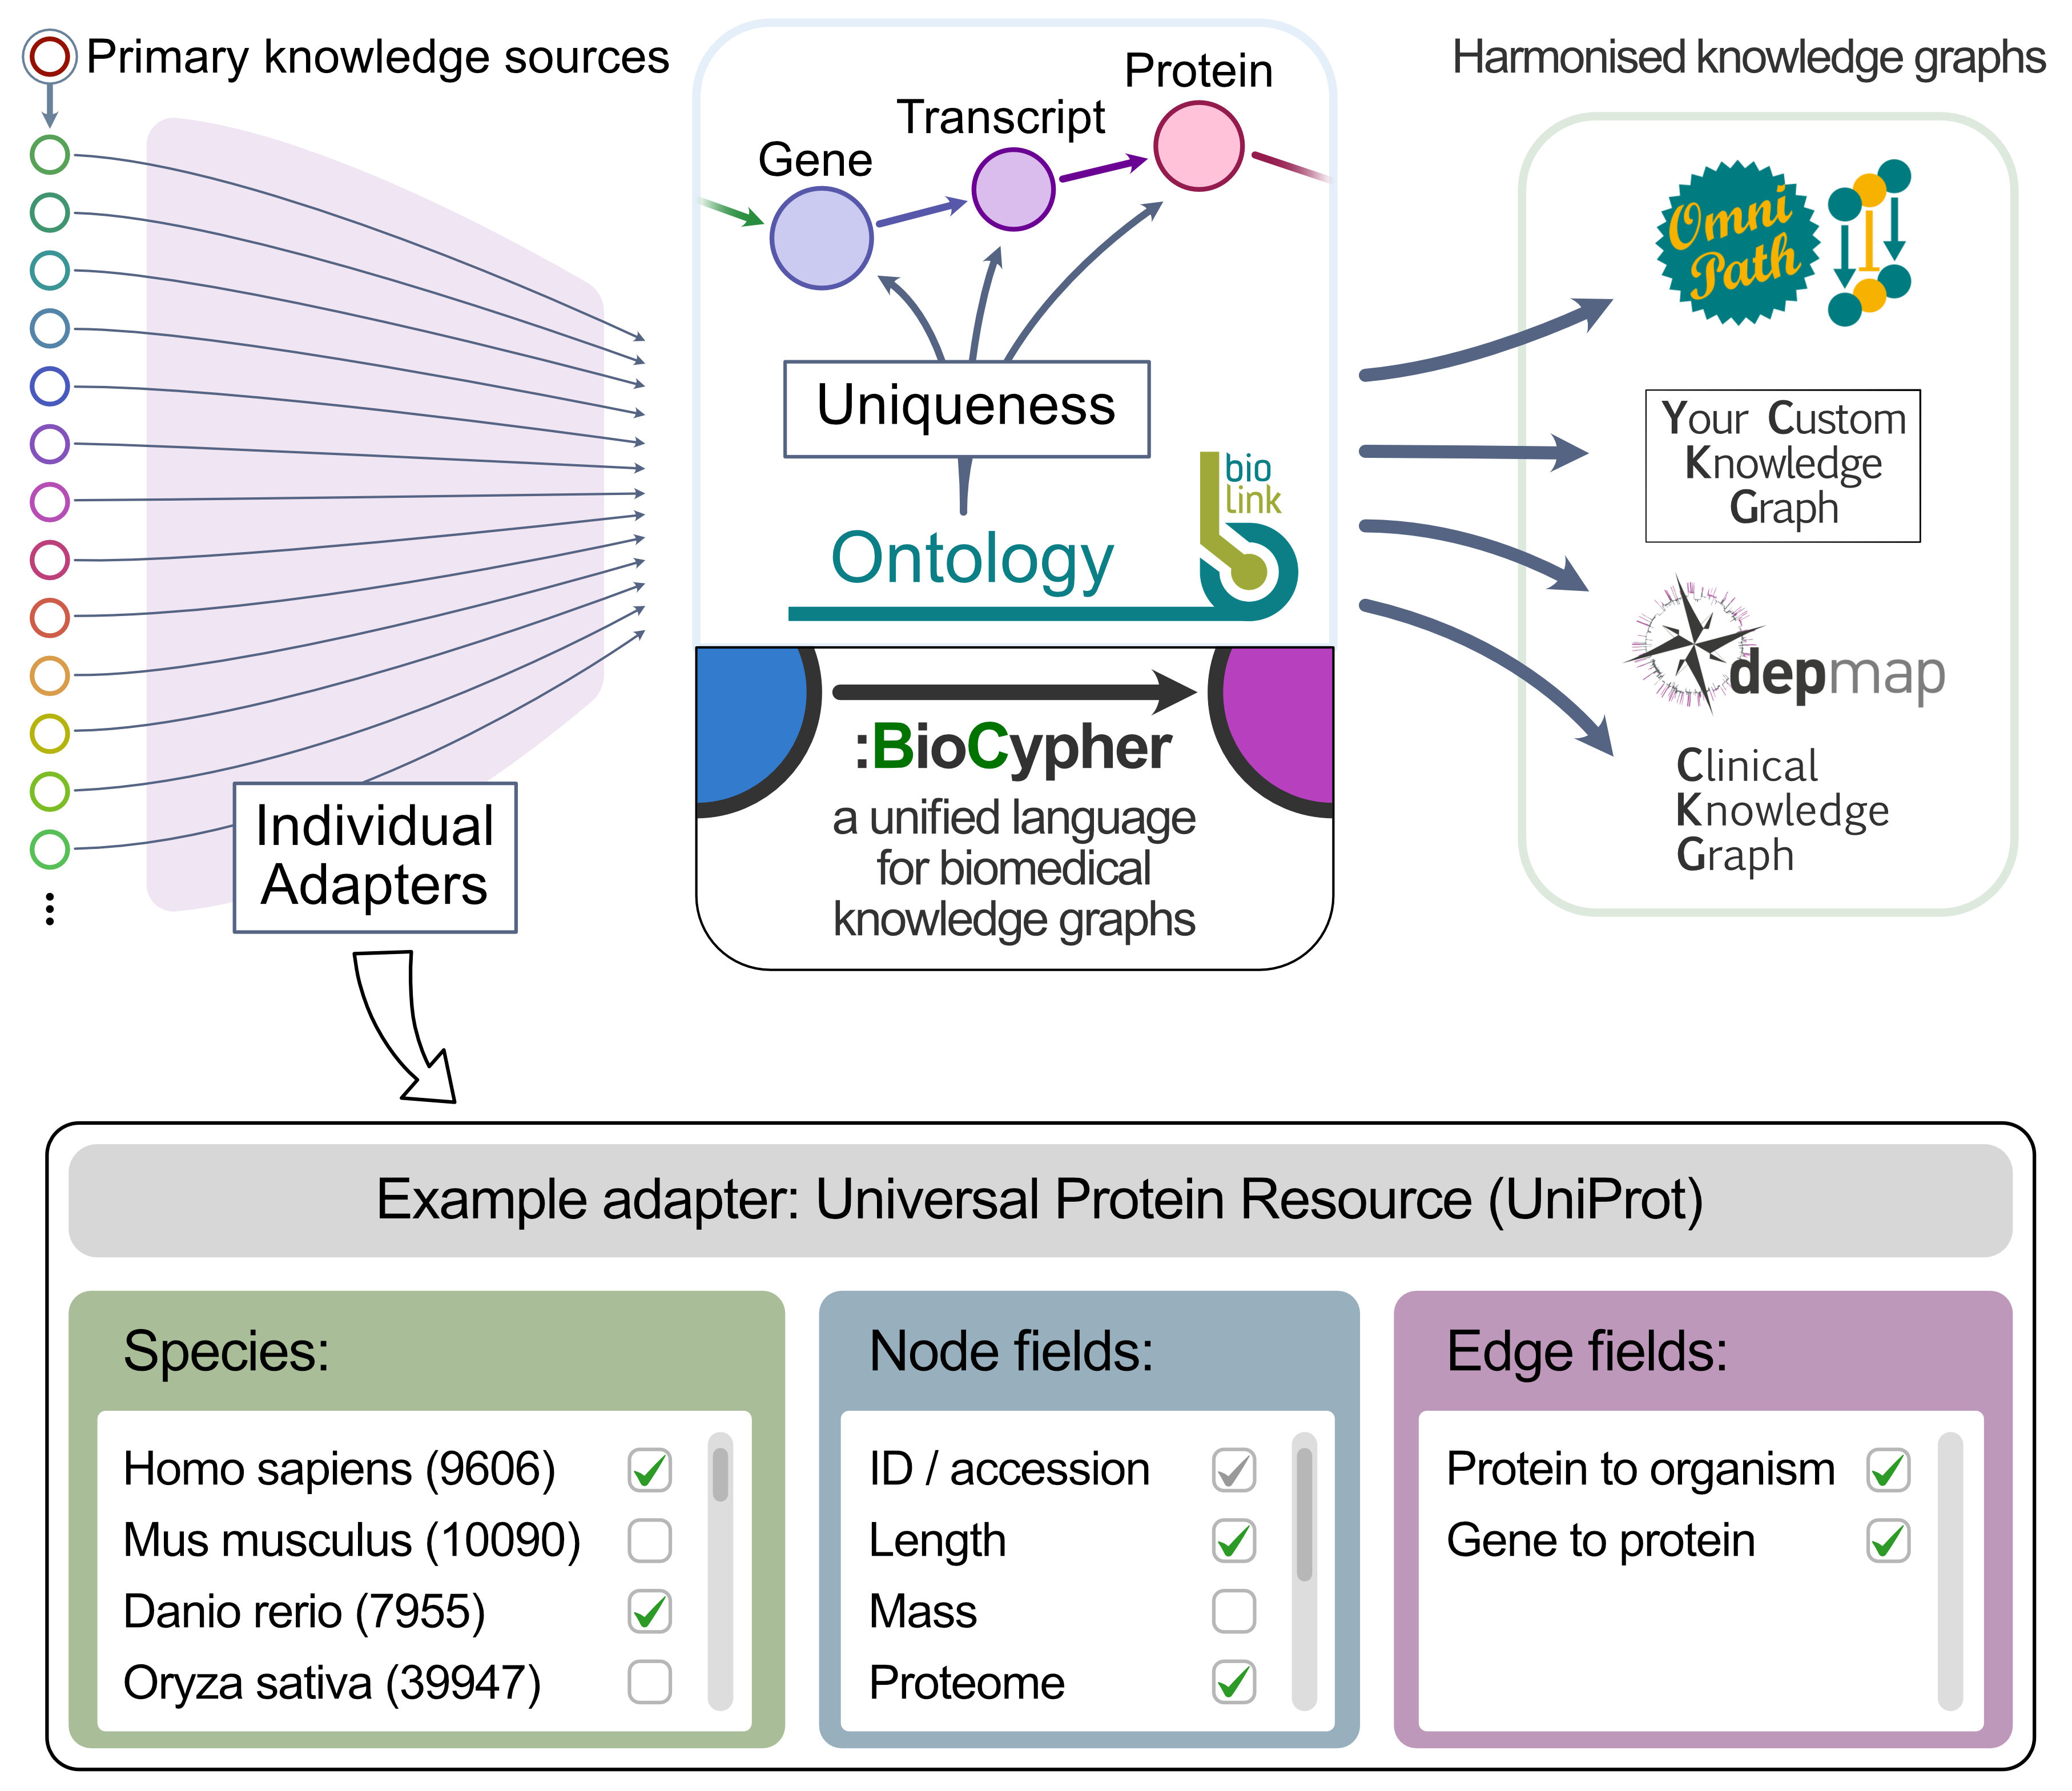 Primary knowledge sources
Individual
Adapters
Gene
Transcript
Protein
Uniqueness
Ontology
bio
link
:BioCypher
a unified language
for biomedical
knowledge graphs
Harmonised knowledge graphs
Omni
Path
Your Custom
Knowledge
Graph
depmap
Clinical
Knowledge
Graph
Example adapter: Universal Protein Resource (UniProt)
Species:
Homo sapiens (9606)
Mus musculus (10090)
Danio rerio (7955)
Oryza sativa (39947)
Node fields:
ID / accession
Length
Mass
Proteome
Edge fields:
Protein to organism
Gene to protein